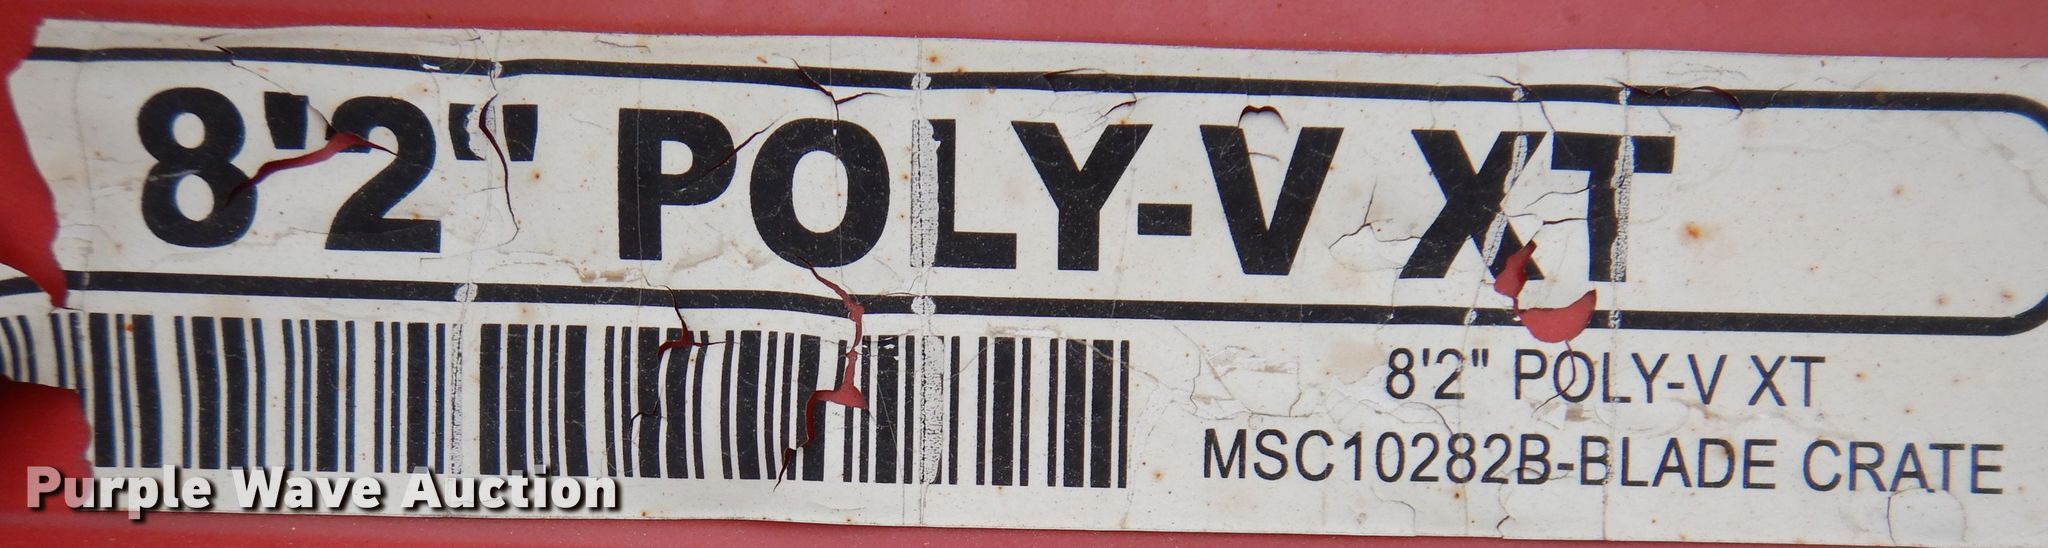 8'2" POLY-V XT
8'2" POLY-V XT
MSC10282B-BLADE CRATE
Purple Wave Auction